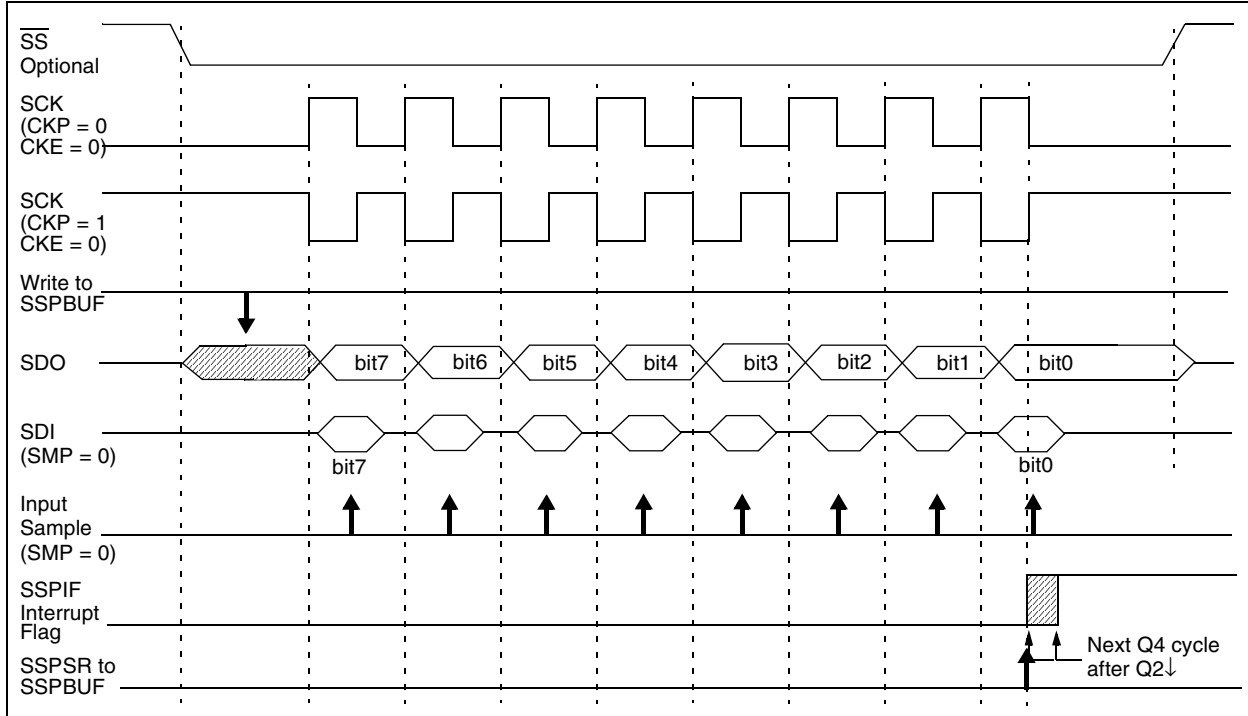 SS
Optional
SCK
(CKP = 0
CKE = 0)
SCK
(CKP = 1
CKE = 0)
Write to
SSPBUF
SDO
bit7 bit6 bit5 bit4 bit3 bit2 bit1 bit0
SDI
(SMP = 0)
bit7 bit0
Input
Sample
(SMP = 0)
SSPIF
Interrupt
Flag
Next Q4 cycle
after Q2↓
SSPSR to
SSPBUF